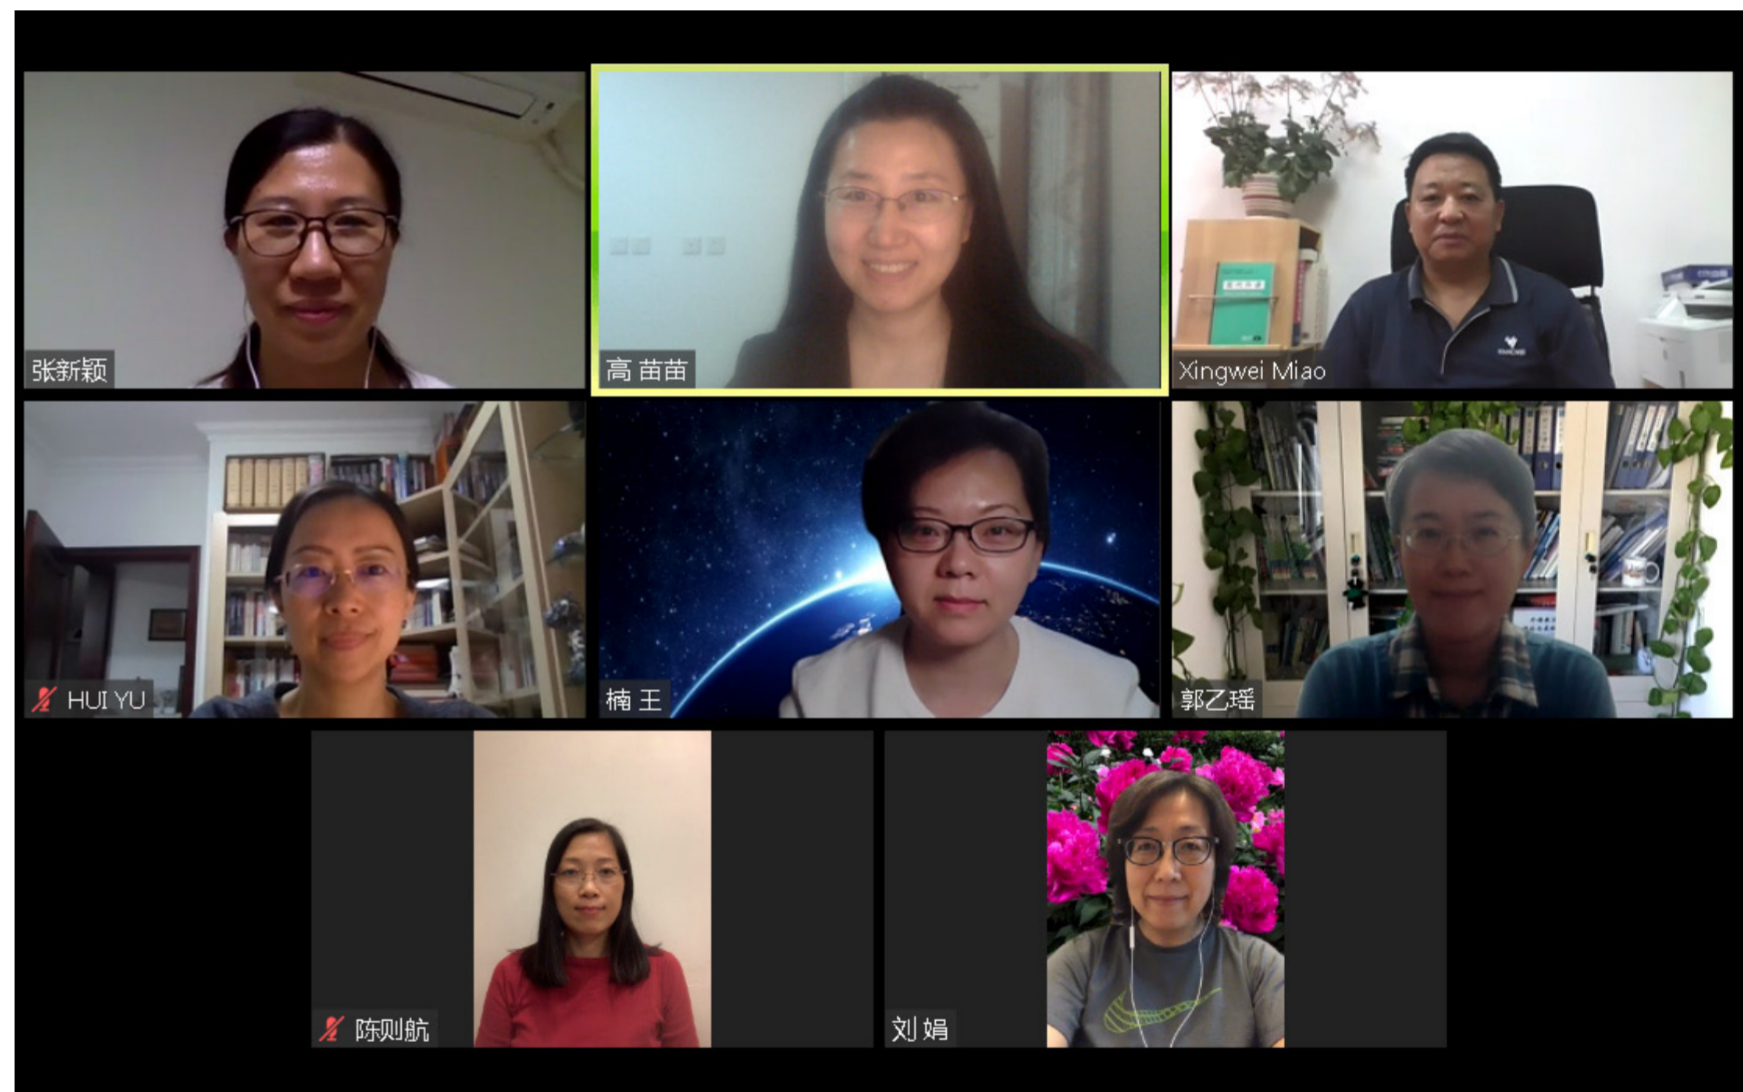 张新颖
高 苗苗
Xingwei Miao
HUI YU
楠 王
郭乙瑶
陈则航
刘 娟